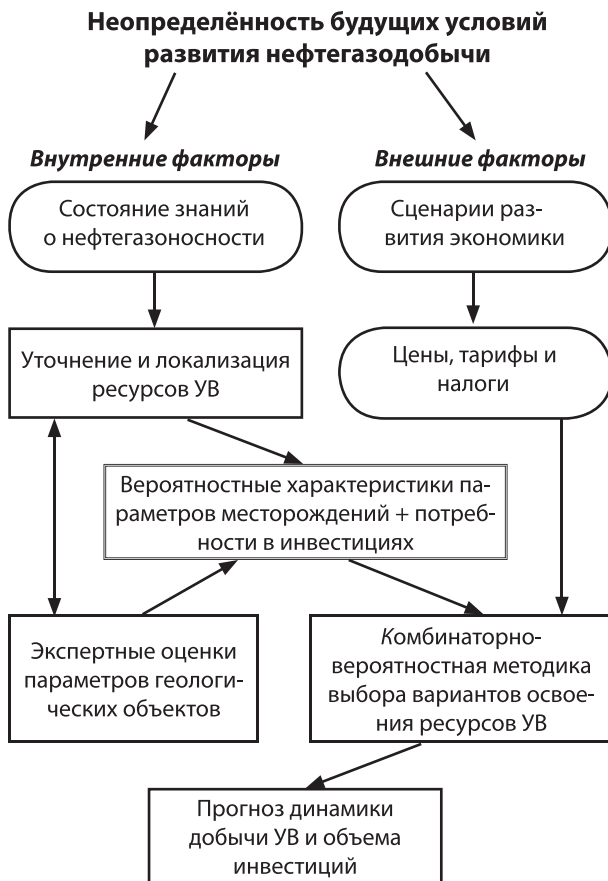 Неопределённость будущих условий
развития нефтегазодобычи
Внутренние факторы
Внешние факторы
Состояние знаний
о нефтегазоносности
Сценарии раз-
вития экономики
Уточнение и локализация
ресурсов УВ
Цены, тарифы и
налоги
Вероятностные характеристики па-
раметров месторождений + потреб-
ности в инвестициях
Экспертные оценки
параметров геологи-
ческих объектов
Комбинаторно-
вероятностная методика
выбора вариантов освое-
ния ресурсов УВ
Прогноз динамики
добычи УВ и объема
инвестиций